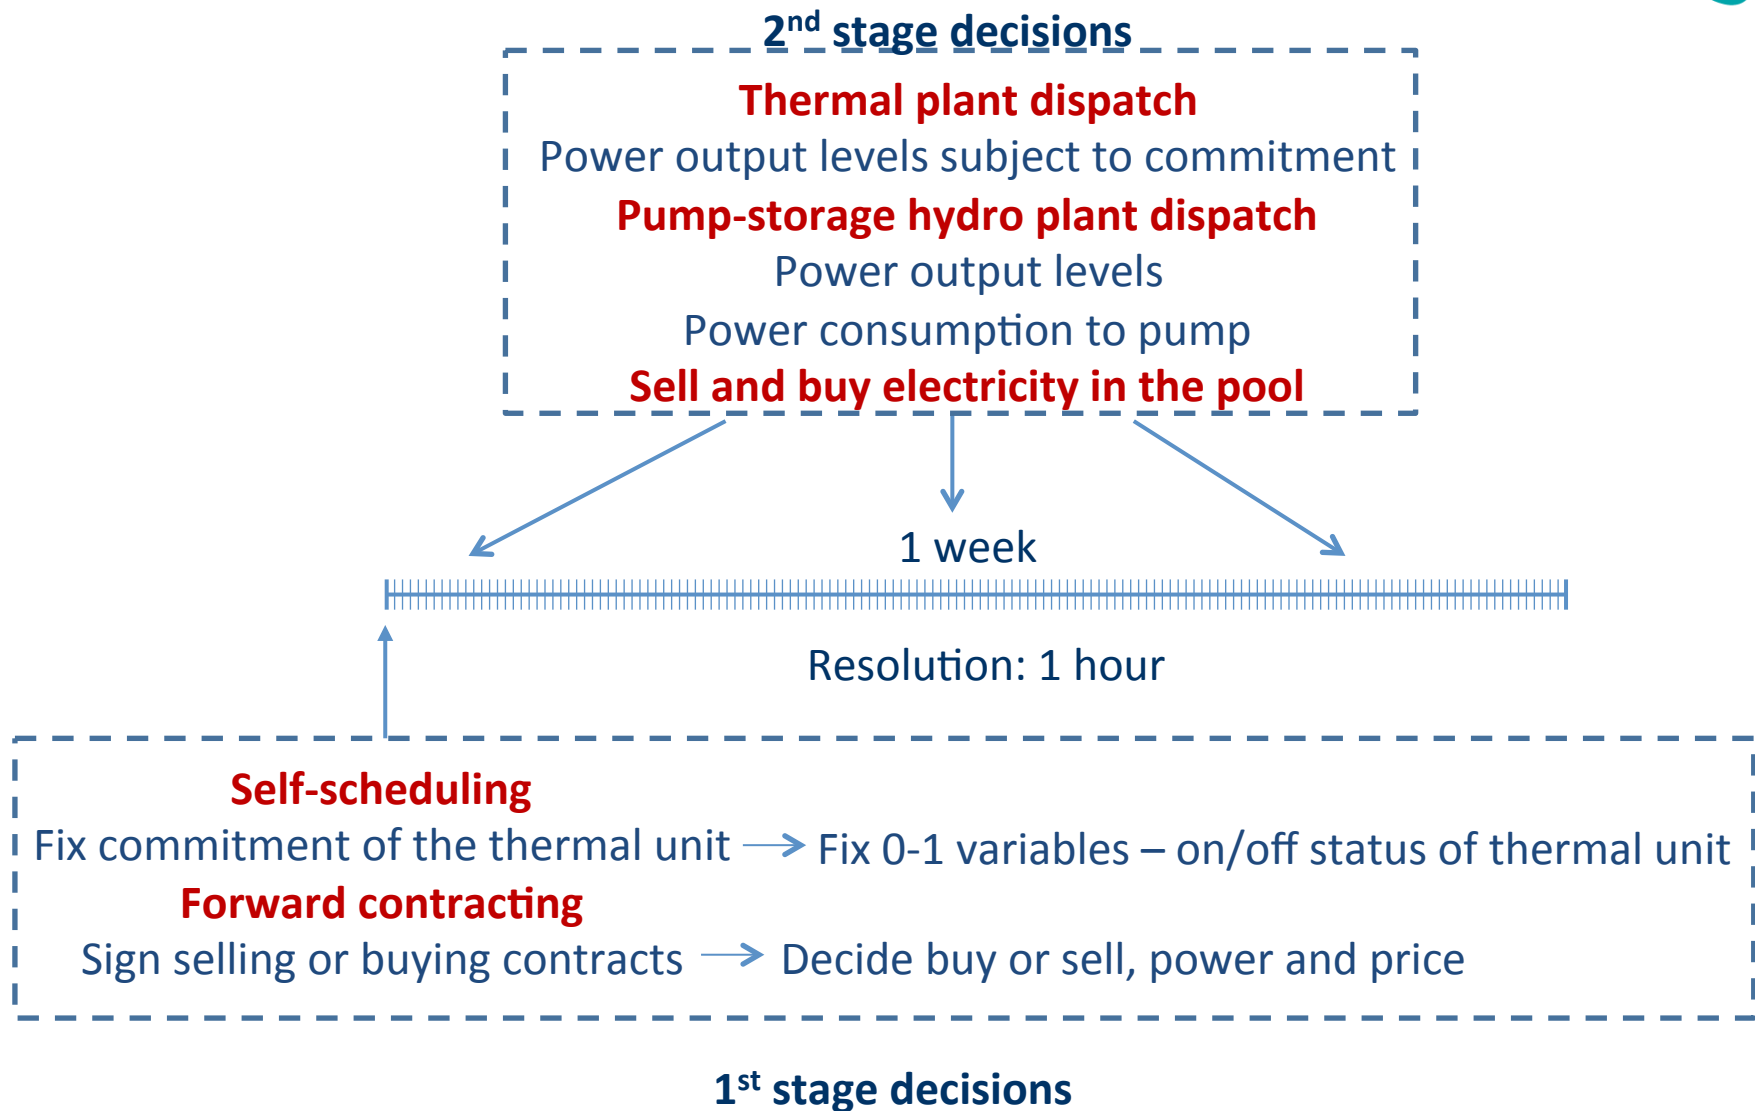 2nd stage decisions
Thermal plant dispatch
Power output levels subject to commitment
Pump-storage hydro plant dispatch
Power output levels
Power consumption to pump
Sell and buy electricity in the pool
1 week
Resolution: 1 hour
Self-scheduling
Fix commitment of the thermal unit → Fix 0-1 variables – on/off status of thermal unit
Forward contracting
Sign selling or buying contracts → Decide buy or sell, power and price
1st stage decisions